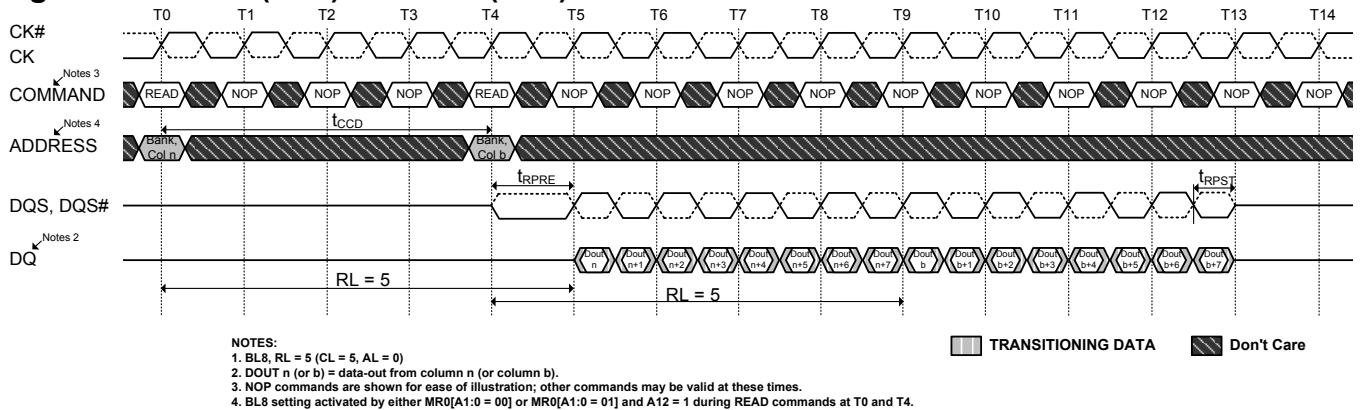 T0 T1 T2 T3 T4 T5 T6 T7 T8 T9 T10 T11 T12 T13 T14
CK#
CK
Notes 3
COMMAND READ NOP NOP NOP READ NOP NOP NOP NOP NOP NOP NOP NOP NOP NOP
tCCD
Notes 4
ADDRESS
Bank, Col n
Bank, Col b
tRPRE
tRPST
DQS, DQS#
Notes 2
DQ
Dout n Dout n+1 Dout n+2 Dout n+3 Dout n+4 Dout n+5 Dout n+6 Dout n+7 Dout b Dout b+1 Dout b+2 Dout b+3 Dout b+4 Dout b+5 Dout b+6 Dout b+7
RL = 5
RL = 5
NOTES:
1. BL8, RL = 5 (CL = 5, AL = 0)
2. DOUT n (or b) = data-out from column n (or column b).
3. NOP commands are shown for ease of illustration; other commands may be valid at these times.
4. BL8 setting activated by either MR0[A1:0 = 00] or MR0[A1:0 = 01] and A12 = 1 during READ commands at T0 and T4.
TRANSITIONING DATA
Don't Care